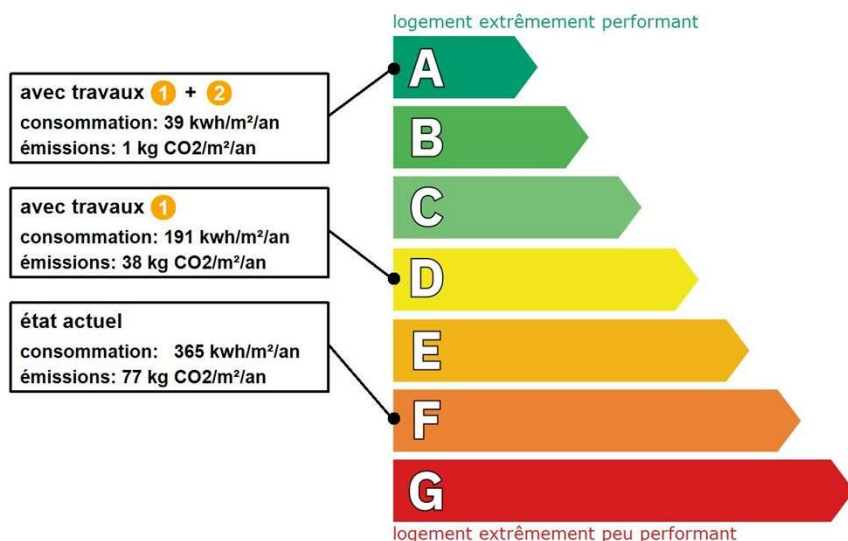 logement extrêmement performant
avec travaux 1 + 2
consommation: 39 kwh/m²/an
émissions: 1 kg CO2/m²/an
avec travaux 1
consommation: 191 kwh/m²/an
émissions: 38 kg CO2/m²/an
état actuel
consommation: 365 kwh/m²/an
émissions: 77 kg CO2/m²/an
A
B
C
D
E
F
G
logement extrêmement peu performant